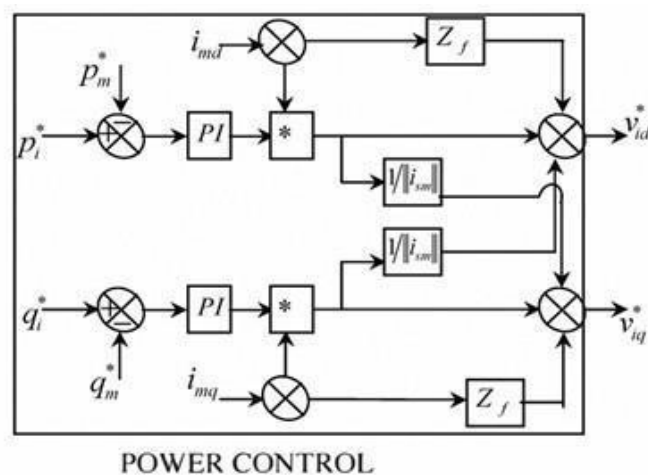 i_md
Z_f
p_m^*
p_i^*
+
−
PI
*
v_id^*
1/‖i_sm‖
1/‖i_sm‖
q_i^*
+
−
PI
*
v_iq^*
q_m^*
i_mq
Z_f
POWER CONTROL